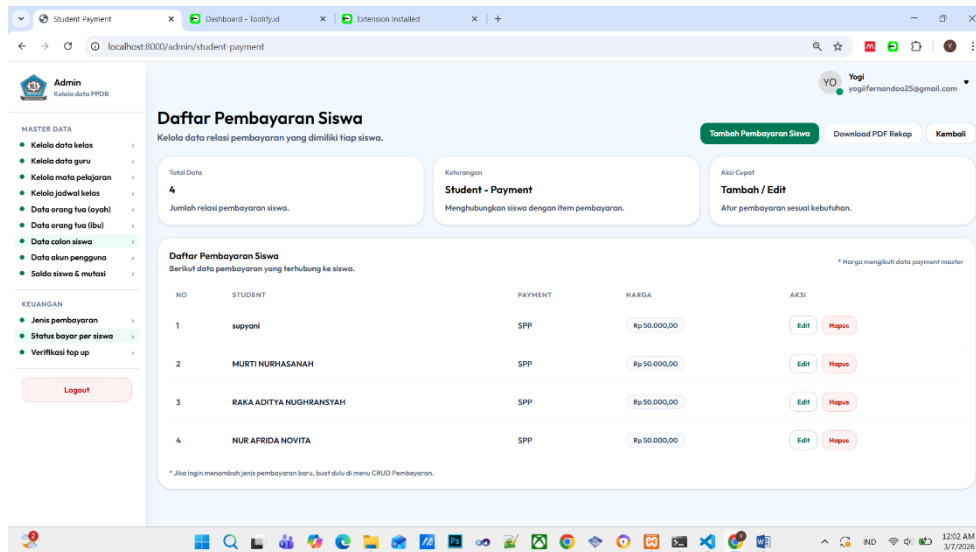 Student Payment
Dashboard - Toolify.id
Extension Installed
localhost:8000/admin/student-payment
Y
Admin
Kelola data PPDB
YO
Yogi
yogiifernandoo25@gmail.com
MASTER DATA
Kelola data kelas
Kelola data guru
Kelola mata pelajaran
Kelola jadwal kelas
Data orang tua (ayah)
Data orang tua (ibu)
Data calon siswa
Data akun pengguna
Saldo siswa & mutasi
KEUANGAN
Jenis pembayaran
Status bayar per siswa
Verifikasi top up
Logout
Daftar Pembayaran Siswa
Kelola data relasi pembayaran yang dimiliki tiap siswa.
Tambah Pembayaran Siswa
Download PDF Rekap
Kembali
Total Data
4
Jumlah relasi pembayaran siswa.
Keterangan
Student - Payment
Menghubungkan siswa dengan item pembayaran.
Aksi Cepat
Tambah / Edit
Atur pembayaran sesuai kebutuhan.
Daftar Pembayaran Siswa
Berikut data pembayaran yang terhubung ke siswa.
* Harga mengikuti data payment master
NO STUDENT PAYMENT HARGA AKSI
1 supyani SPP Rp 50.000,00 Edit Hapus
2 MURTI NURHASANAH SPP Rp 50.000,00 Edit Hapus
3 RAKA ADITYA NUGHRANSYAH SPP Rp 50.000,00 Edit Hapus
4 NUR AFRIDA NOVITA SPP Rp 50.000,00 Edit Hapus
* Jika ingin menambah jenis pembayaran baru, buat dulu di menu CRUD Pembayaran.
2
Ps
IND
12:02 AM
3/7/2026